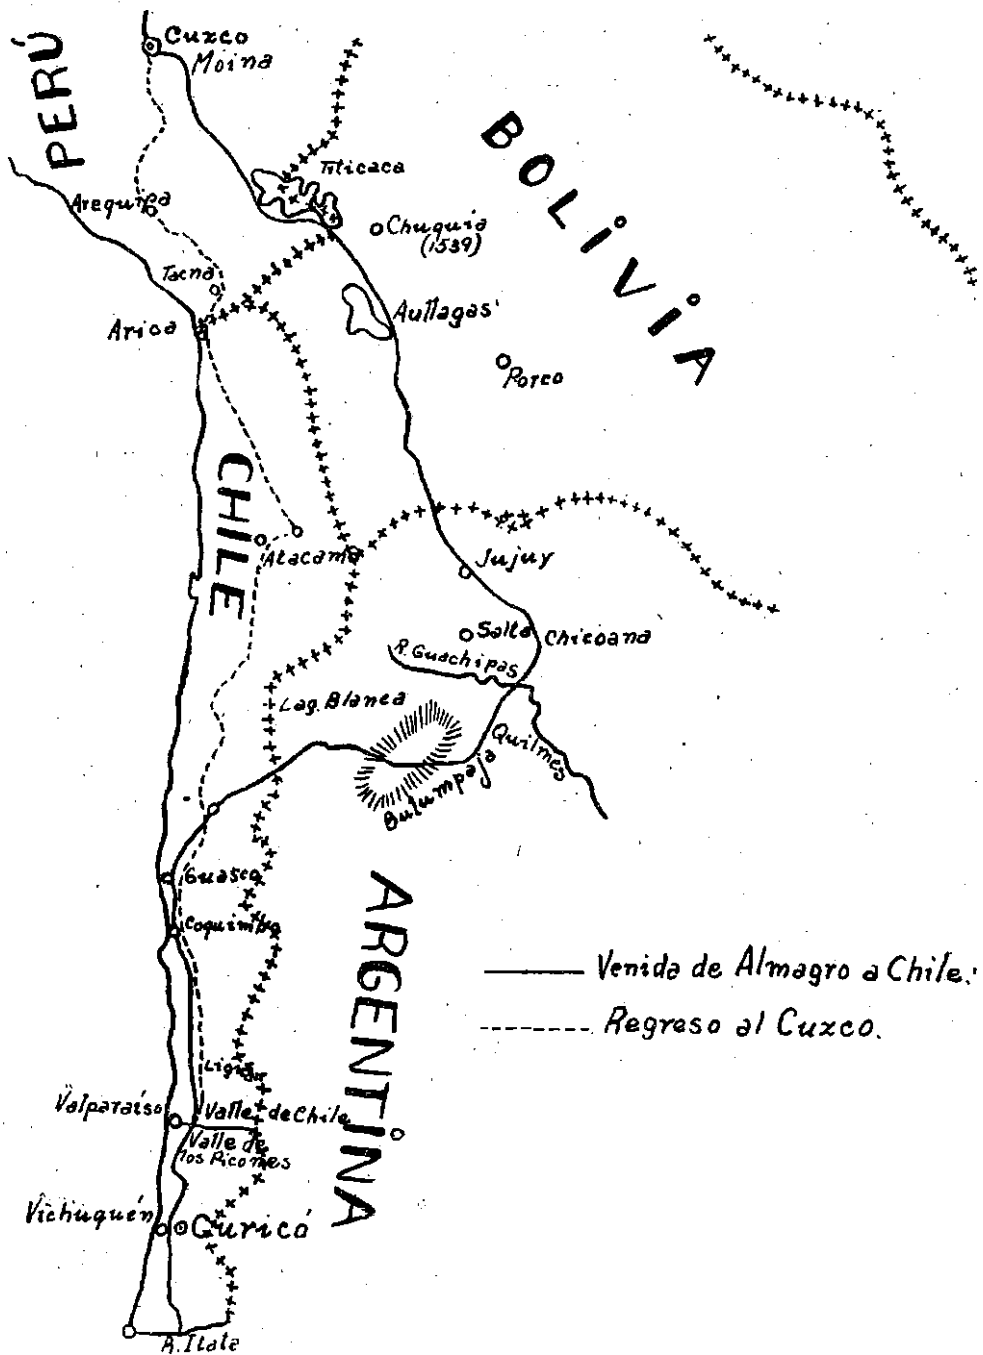 PERÚ
Cuzco
Moina
BOLIVIA
Titicaca
Arequipa
Chuquia
(1539)
Tacna
Aullagas
Arica
Porco
CHILE
Atacama
Jujuy
Salta
Chicoana
R. Guachipas
Lag. Blanca
Quilmes
Bulumpaja
Guasco
Coquimbo
ARGENTINA
Venida de Almagro a Chile.
Regreso al Cuzco.
Valparaíso
Valle de Chile
Valle de
los Picones
Vichuquén
Curicó
R. Itata